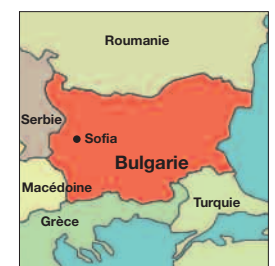 Roumanie
Serbie
Sofia
Bulgarie
Macédoine
Turquie
Grèce